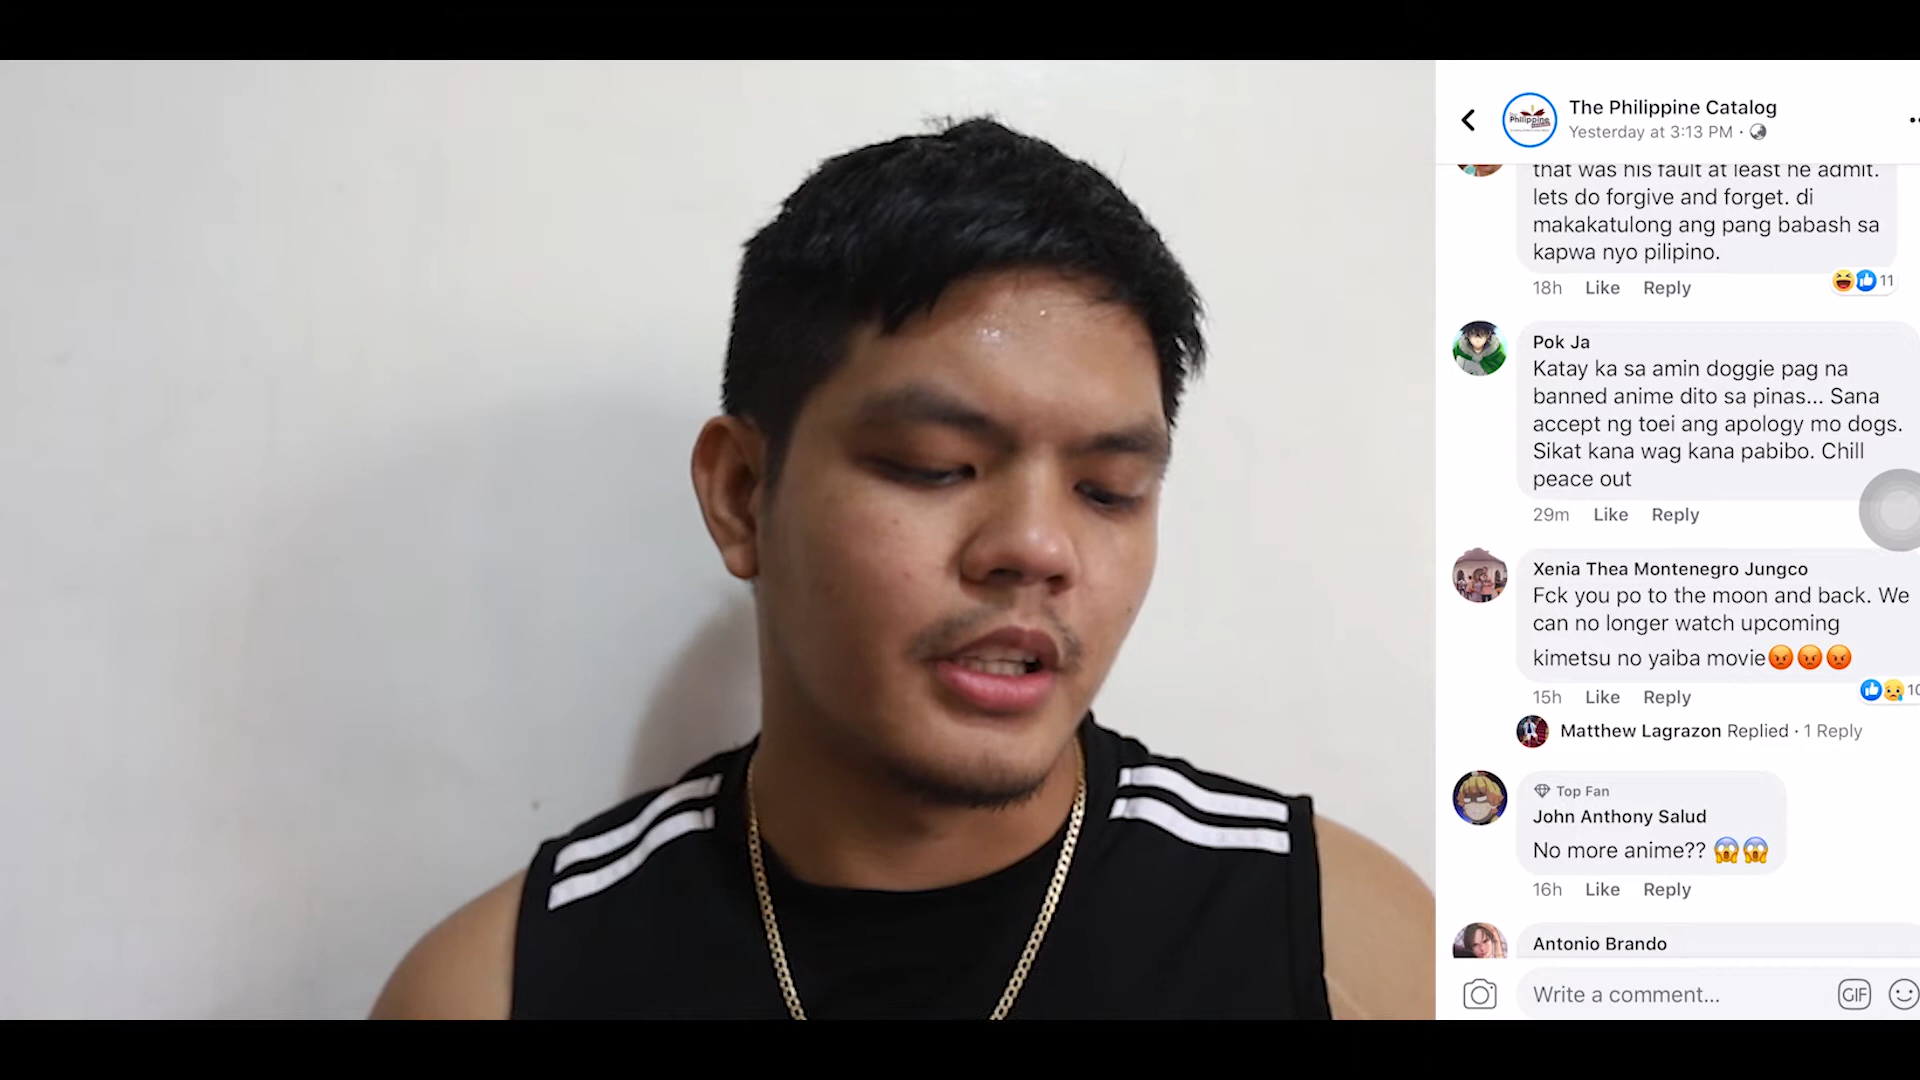 The Philippine Catalog
Yesterday at 3:13 PM ·
Philippine
that was his fault at least he admit.
lets do forgive and forget. di
makakatulong ang pang babash sa
kapwa nyo pilipino.
18h Like Reply
11
Pok Ja
Katay ka sa amin doggie pag na
banned anime dito sa pinas... Sana
accept ng toei ang apology mo dogs.
Sikat kana wag kana pabibo. Chill
peace out
29m Like Reply
Xenia Thea Montenegro Jungco
Fck you po to the moon and back. We
can no longer watch upcoming
kimetsu no yaiba movie😡😡😡
15h Like Reply
10
Matthew Lagrazon Replied · 1 Reply
Top Fan
John Anthony Salud
No more anime?? 😱😱
16h Like Reply
Antonio Brando
Write a comment...
GIF